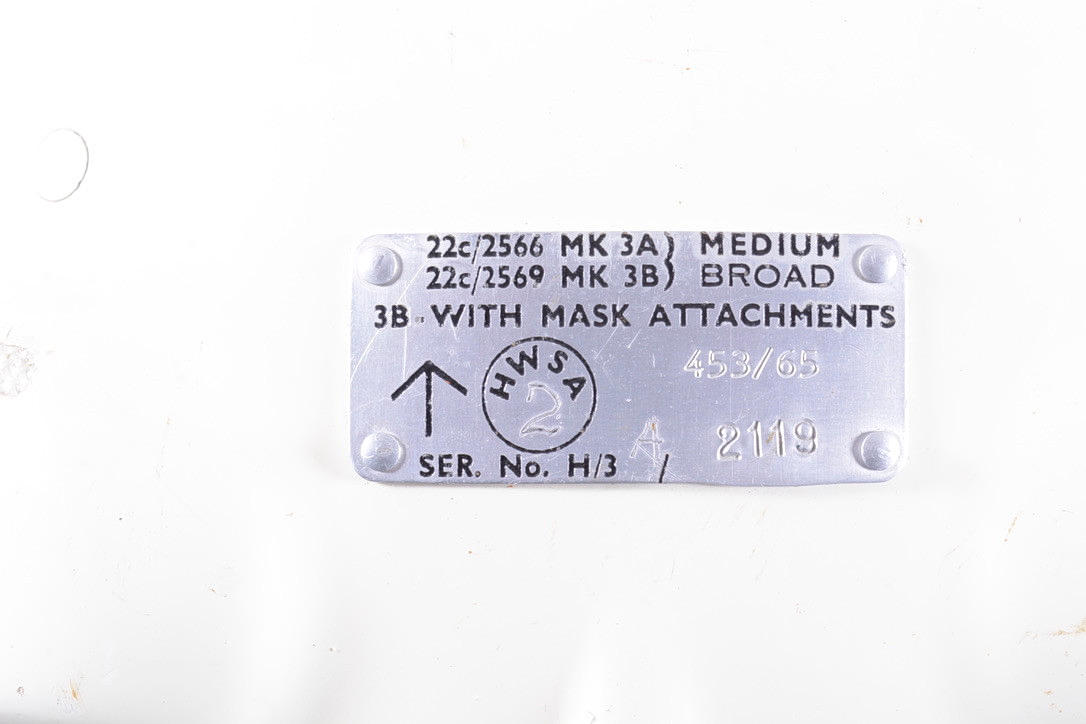 22c/2566 MK 3A) MEDIUM
22c/2569 MK 3B) BROAD
3B-WITH MASK ATTACHMENTS
453/65
HWSA
2
A 2119
SER. No. H/3 /